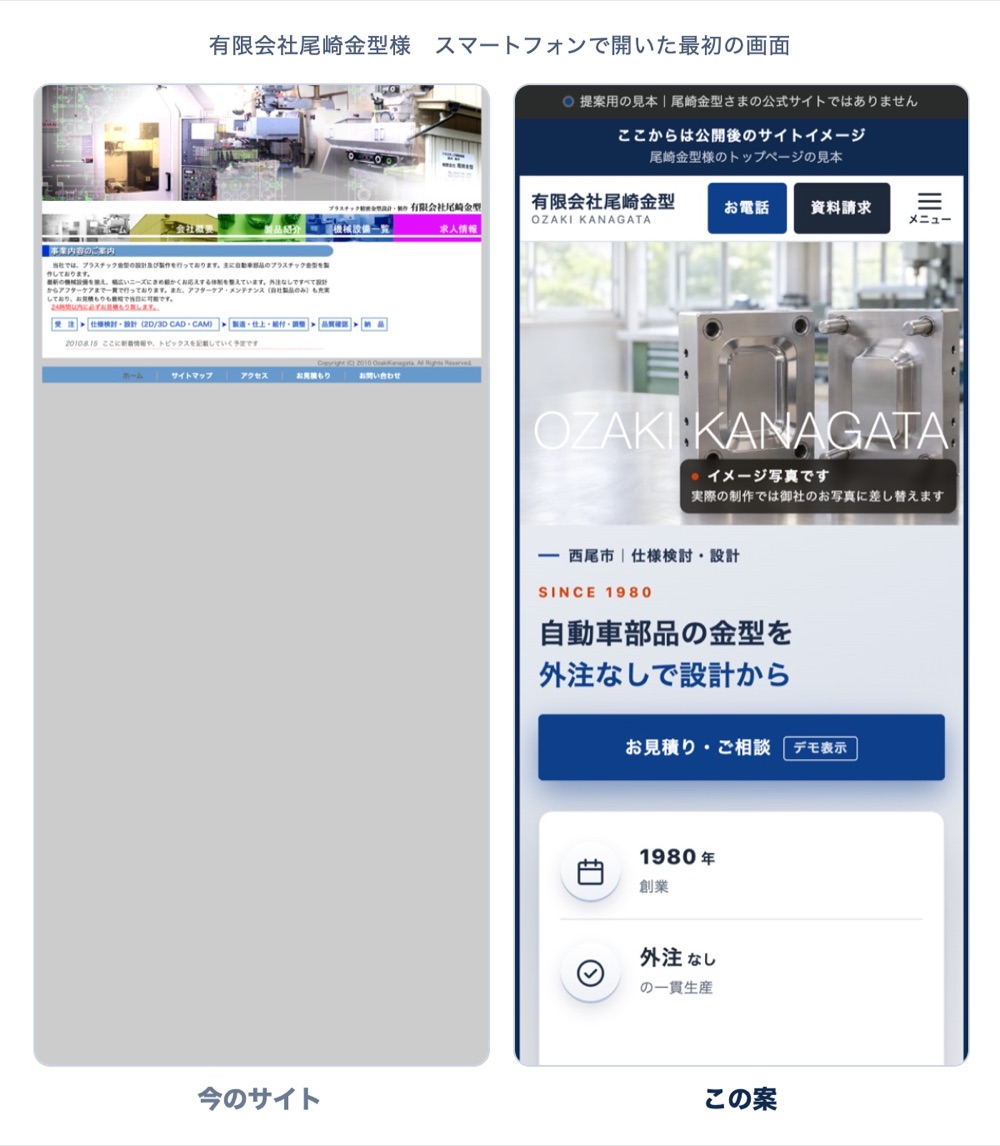 有限会社尾崎金型様　スマートフォンで開いた最初の画面
プラスチック精密金型設計・製作 有限会社尾崎金型
ホーム 会社概要 製品紹介 機械設備一覧 求人情報
事業内容のご案内
当社では、プラスチック金型の設計及び製作を行っております。主に自動車部品のプラスチック金型を製
作しております。
最新の機械設備を揃え、幅広いニーズにきめ細かくお応えする体制を整えています。外注なしですべて設計
からアフターケアまで一貫で行っております。また、アフターケア・メンテナンス（自社製品のみ）も充実
しており、お見積もりも最短で当日に可能です。
24時間以内に必ずお見積もり致します。
受　注 ▶ 仕様検討・設計（2D/3D CAD・CAM） ▶ 製造・仕上・組付・調整 ▶ 品質確認 ▶ 納　品
2010.8.15 ここに新着情報や、トピックスを記載していく予定です
Copyright (C) 2010 OzakiKanagata. All Rights Reserved.
ホーム | サイトマップ | アクセス | お見積もり | お問い合わせ
今のサイト
提案用の見本｜尾崎金型さまの公式サイトではありません
ここからは公開後のサイトイメージ
尾崎金型様のトップページの見本
有限会社尾崎金型
OZAKI KANAGATA
お電話
資料請求
メニュー
OZAKI KANAGATA
イメージ写真です
実際の制作では御社のお写真に差し替えます
西尾市｜仕様検討・設計
SINCE 1980
自動車部品の金型を
外注なしで設計から
お見積り・ご相談 デモ表示
1980 年
創業
外注 なし
の一貫生産
この案